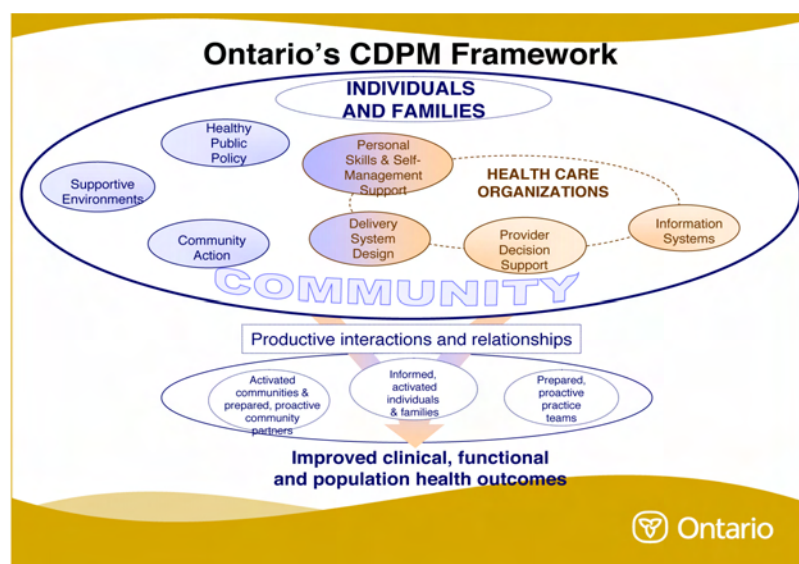 Ontario's CDPM Framework
INDIVIDUALS
AND FAMILIES
Healthy
Public
Policy
Personal
Skills & Self-
Management
Support
HEALTH CARE
ORGANIZATIONS
Supportive
Environments
Community
Action
Delivery
System
Design
Provider
Decision
Support
Information
Systems
COMMUNITY
Productive interactions and relationships
Activated
communities &
prepared, proactive
community
partners
Informed,
activated
individuals
& families
Prepared,
proactive
practice
teams
Improved clinical, functional
and population health outcomes
Ontario